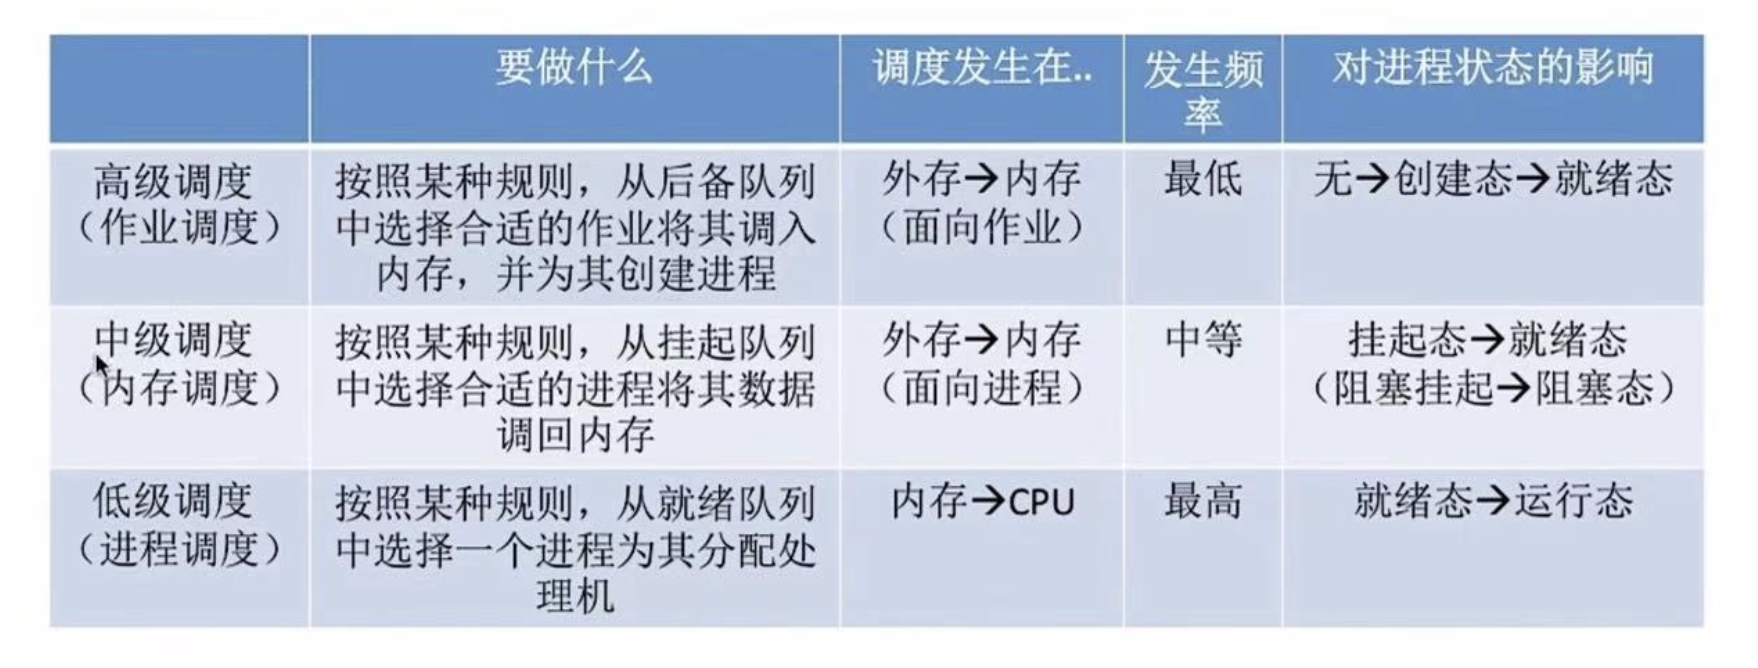 要做什么
调度发生在..
发生频
率
对进程状态的影响
高级调度
（作业调度）
按照某种规则，从后备队列
中选择合适的作业将其调入
内存，并为其创建进程
外存→内存
（面向作业）
最低
无→创建态→就绪态
中级调度
（内存调度）
按照某种规则，从挂起队列
中选择合适的进程将其数据
调回内存
外存→内存
（面向进程）
中等
挂起态→就绪态
（阻塞挂起→阻塞态）
低级调度
（进程调度）
按照某种规则，从就绪队列
中选择一个进程为其分配处
理机
内存→CPU
最高
就绪态→运行态